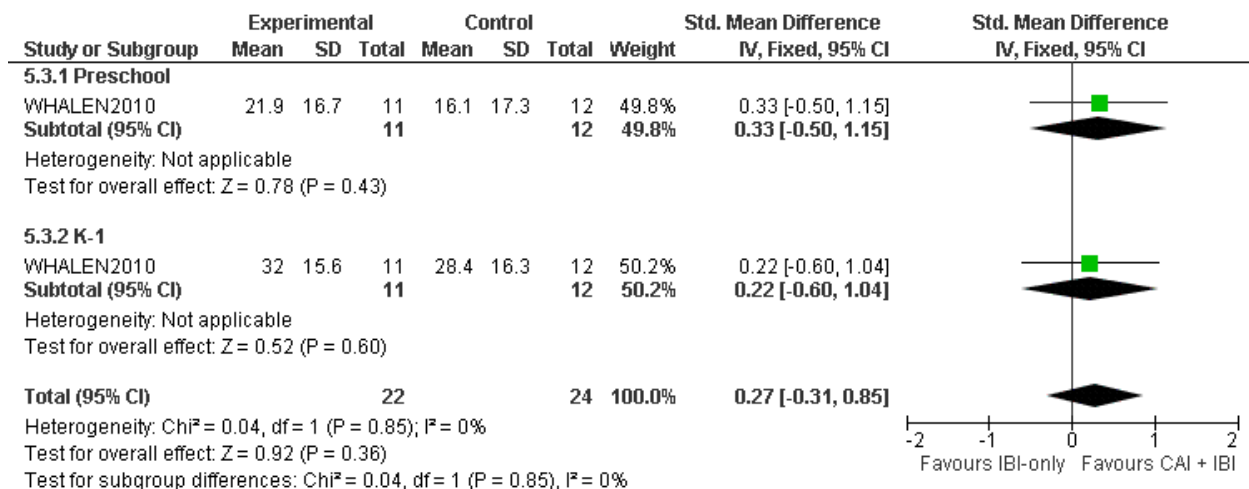 Experimental Control Std. Mean Difference Std. Mean Difference
Study or Subgroup Mean SD Total Mean SD Total Weight IV, Fixed, 95% CI IV, Fixed, 95% CI
5.3.1 Preschool
WHALEN2010 21.9 16.7 11 16.1 17.3 12 49.8% 0.33 [-0.50, 1.15]
Subtotal (95% CI) 11 12 49.8% 0.33 [-0.50, 1.15]
Heterogeneity: Not applicable
Test for overall effect: Z = 0.78 (P = 0.43)
5.3.2 K-1
WHALEN2010 32 15.6 11 28.4 16.3 12 50.2% 0.22 [-0.60, 1.04]
Subtotal (95% CI) 11 12 50.2% 0.22 [-0.60, 1.04]
Heterogeneity: Not applicable
Test for overall effect: Z = 0.52 (P = 0.60)
Total (95% CI) 22 24 100.0% 0.27 [-0.31, 0.85]
Heterogeneity: Chi² = 0.04, df = 1 (P = 0.85); I² = 0%
Test for overall effect: Z = 0.92 (P = 0.36)
Test for subgroup differences: Chi² = 0.04, df = 1 (P = 0.85), I² = 0%
-2 -1 0 1 2
Favours IBI-only Favours CAI + IBI